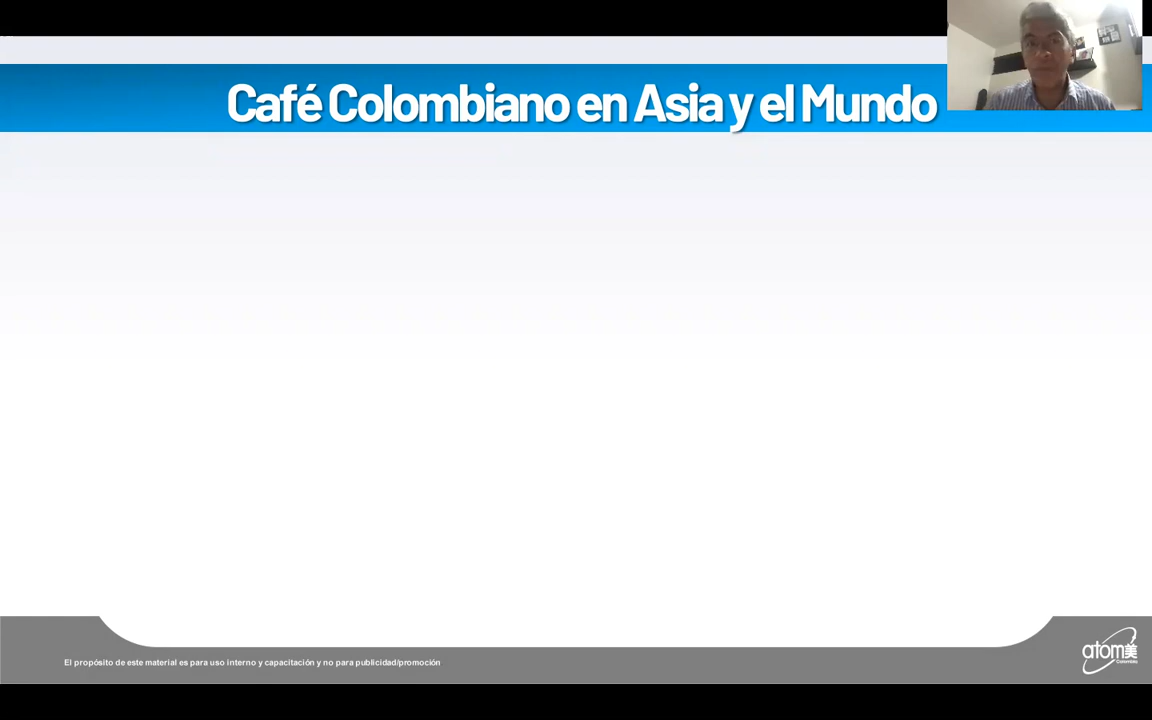 Café Colombiano en Asia y el Mundo
El propósito de este material es para uso interno y capacitación y no para publicidad/promoción
atom美
Colombia